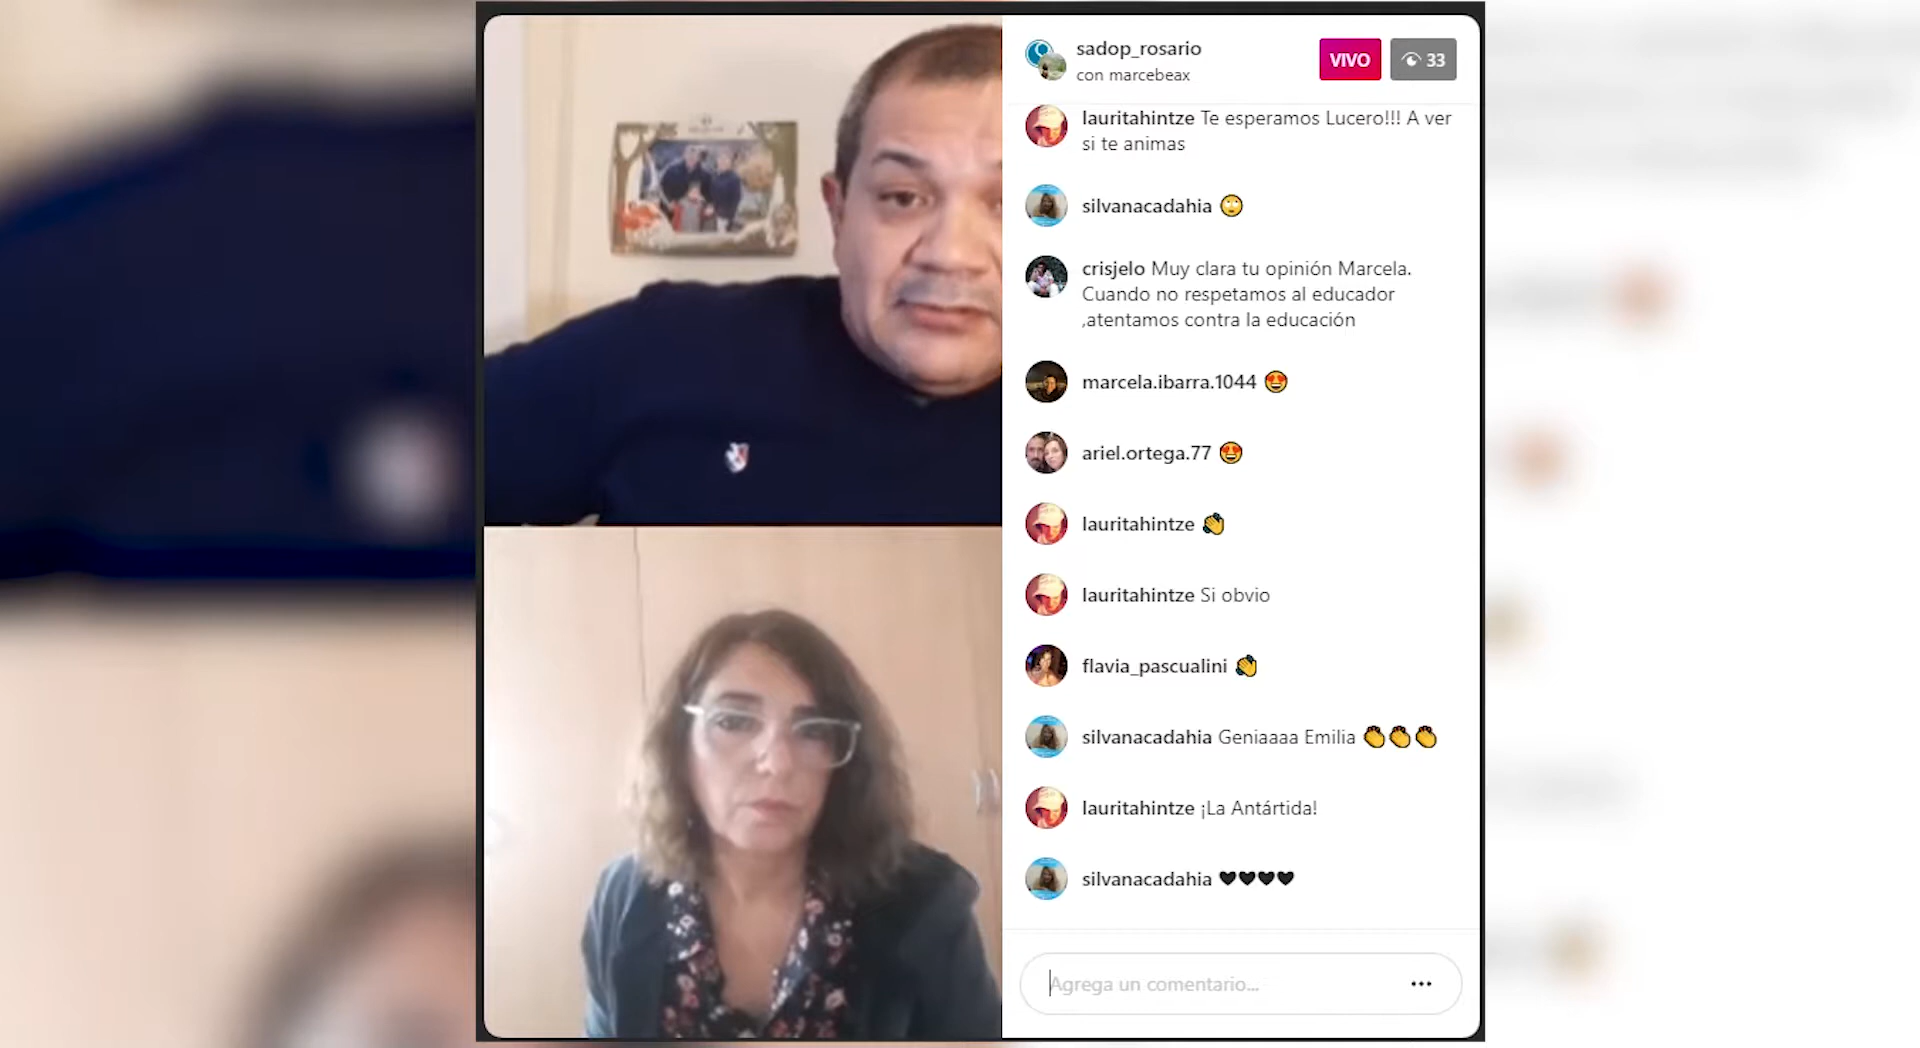 sadop_rosario
con marcebeax
VIVO
33
lauritahintze Te esperamos Lucero!!! A ver
si te animas
silvanacadahia 🙄
crisjelo Muy clara tu opinión Marcela.
Cuando no respetamos al educador
,atentamos contra la educación
marcela.ibarra.1044 😍
ariel.ortega.77 😍
lauritahintze 👏
lauritahintze Si obvio
flavia_pascualini 👏
silvanacadahia Geniaaaa Emilia 👏👏👏
lauritahintze ¡La Antártida!
silvanacadahia 🖤🖤🖤🖤
Agrega un comentario...